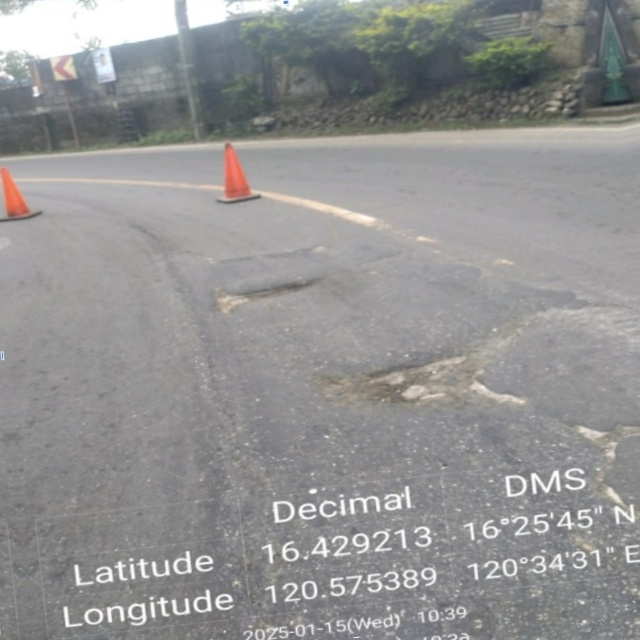 Decimal DMS
Latitude 16.429213 16°25'45" N
Longitude 120.575389 120°34'31" E
2025-01-15(Wed) 10:39